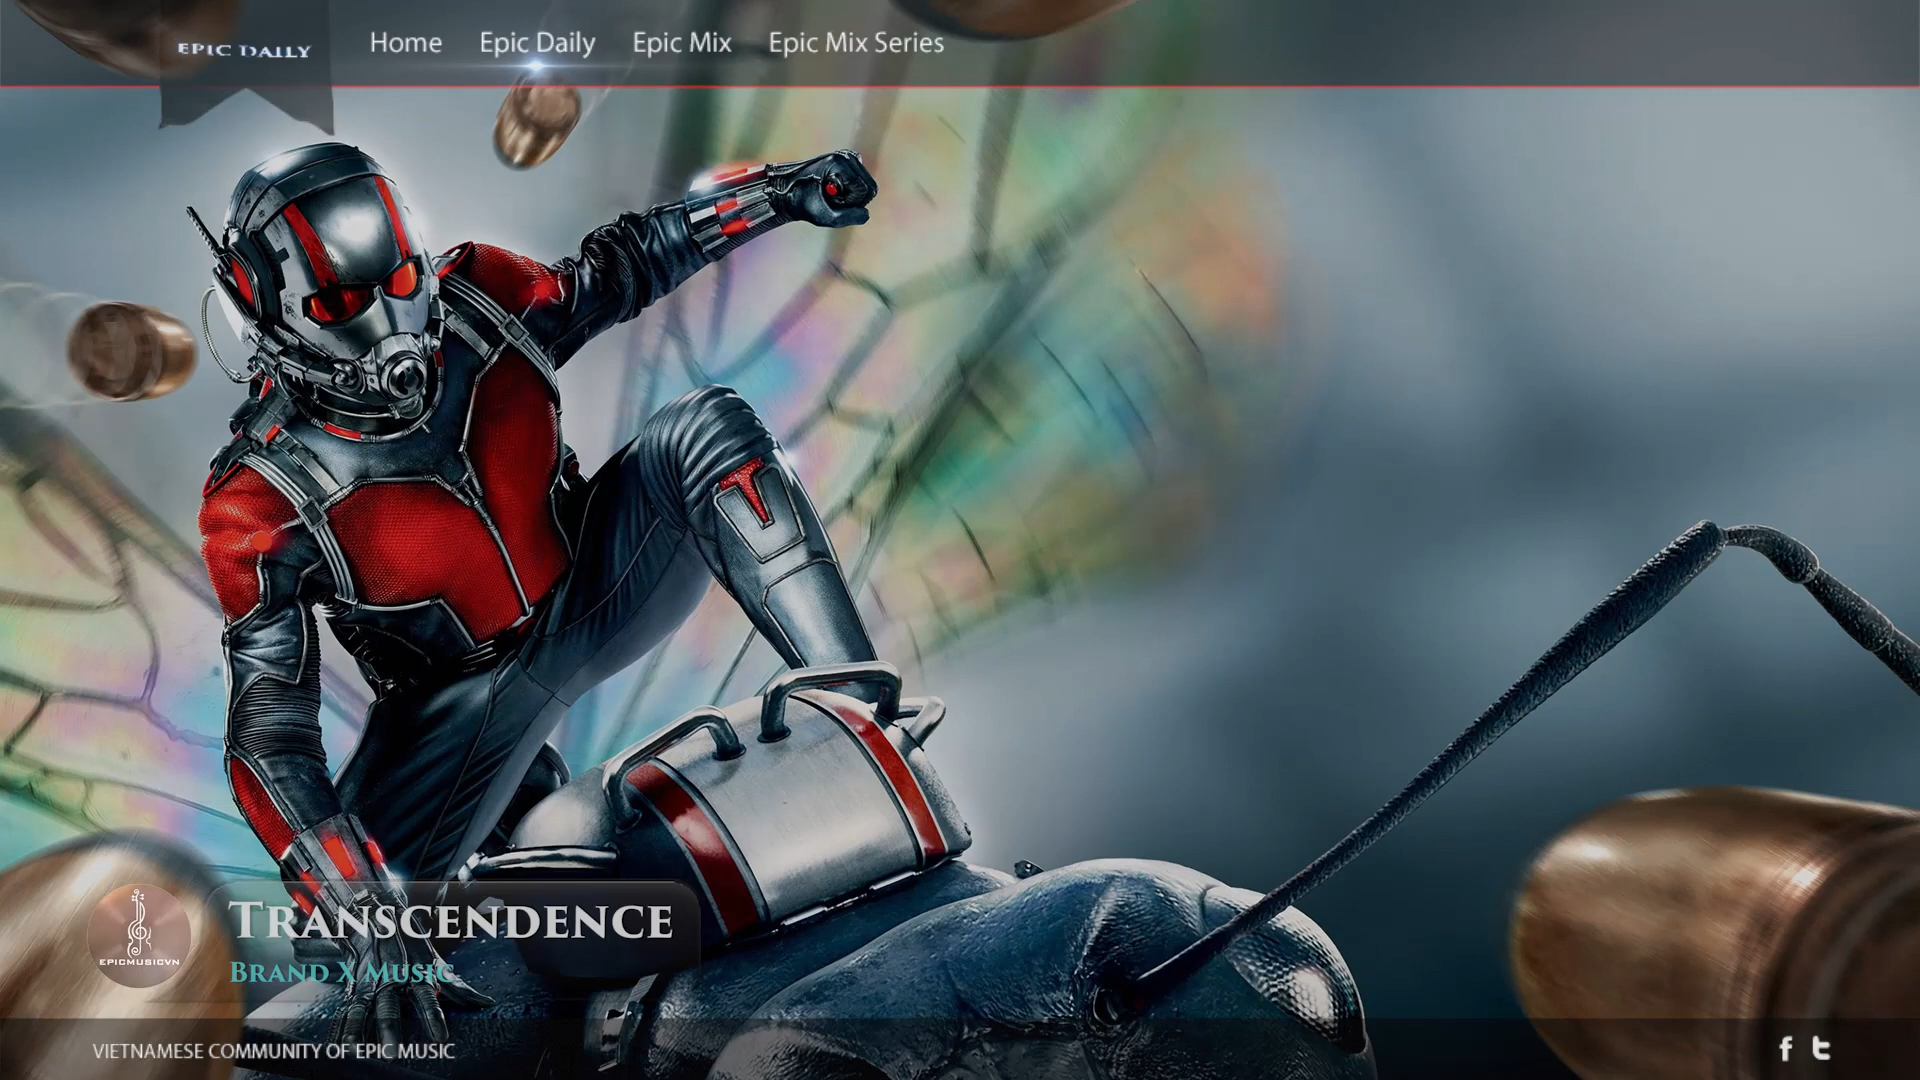 EPIC DAILY
Home
Epic Daily
Epic Mix
Epic Mix Series
TRANSCENDENCE
BRAND X MUSIC
EPICMUSICVN
VIETNAMESE COMMUNITY OF EPIC MUSIC
f t